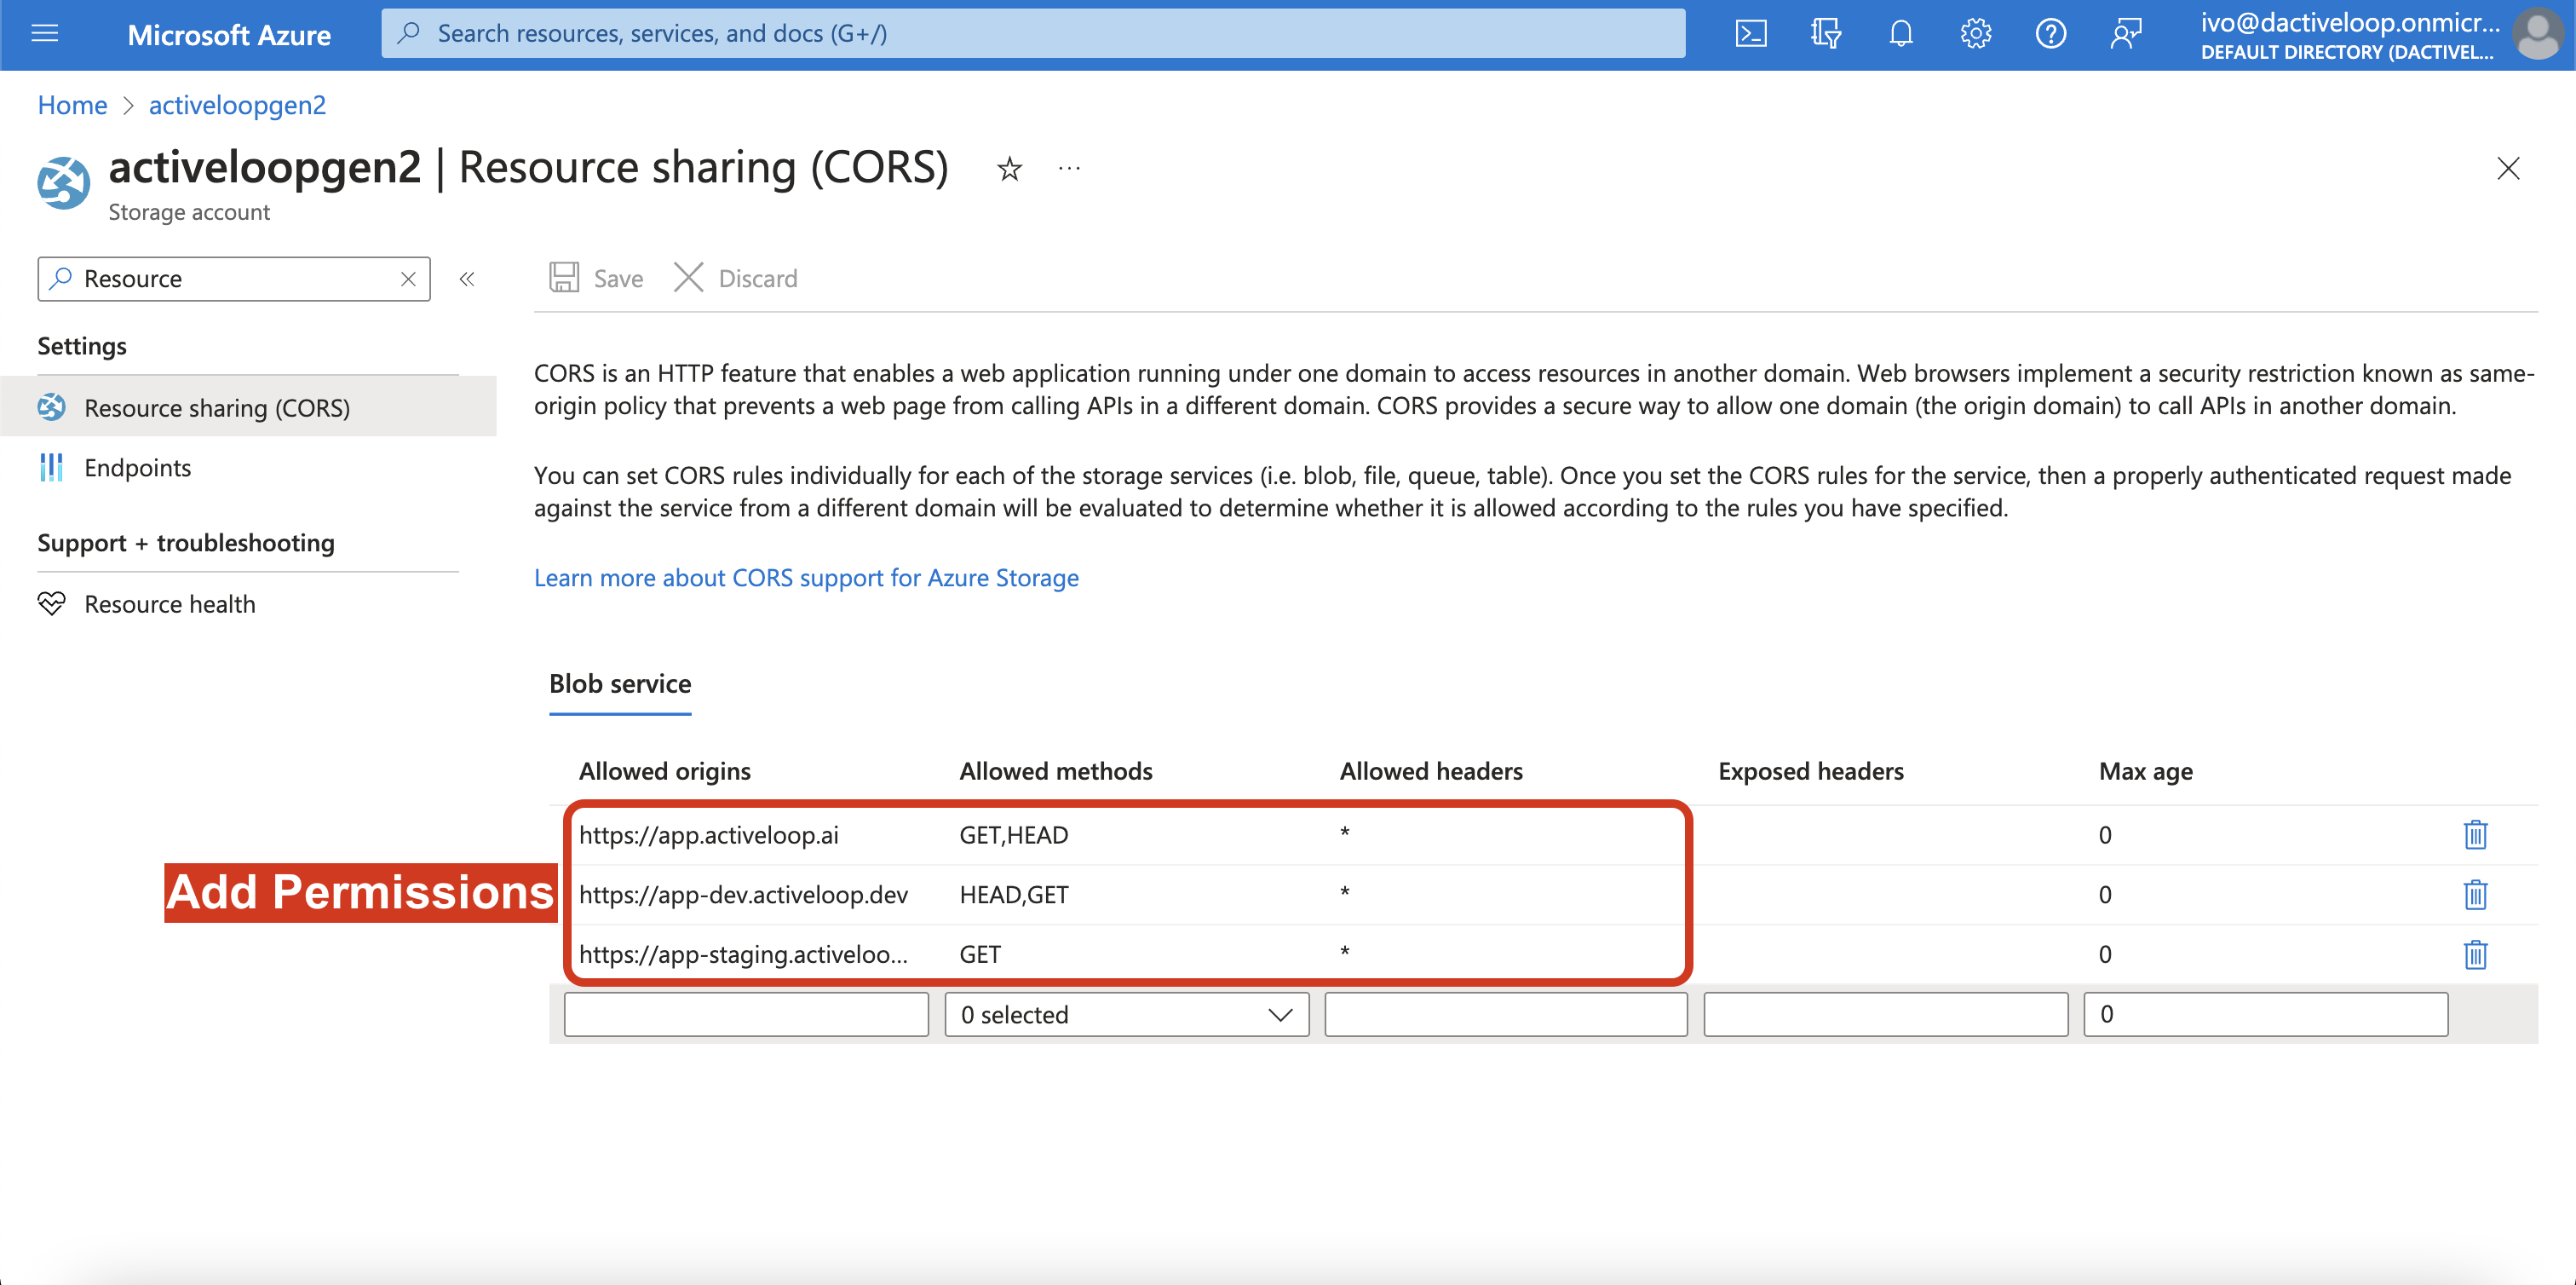 Microsoft Azure
Search resources, services, and docs (G+/)
ivo@dactiveloop.onmicr...
DEFAULT DIRECTORY (DACTIVEL...
Home > activeloopgen2
activeloopgen2 | Resource sharing (CORS)
Storage account
Resource
Save
Discard
Settings
Resource sharing (CORS)
Endpoints
Support + troubleshooting
Resource health
CORS is an HTTP feature that enables a web application running under one domain to access resources in another domain. Web browsers implement a security restriction known as same-
origin policy that prevents a web page from calling APIs in a different domain. CORS provides a secure way to allow one domain (the origin domain) to call APIs in another domain.
You can set CORS rules individually for each of the storage services (i.e. blob, file, queue, table). Once you set the CORS rules for the service, then a properly authenticated request made
against the service from a different domain will be evaluated to determine whether it is allowed according to the rules you have specified.
Learn more about CORS support for Azure Storage
Blob service
Allowed origins Allowed methods Allowed headers Exposed headers Max age
https://app.activeloop.ai GET,HEAD * 0
Add Permissions
https://app-dev.activeloop.dev HEAD,GET * 0
https://app-staging.activeloo... GET * 0
0 selected 0